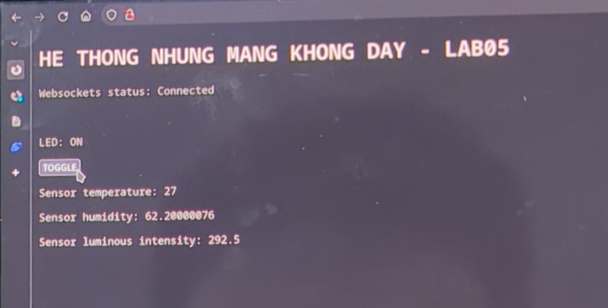 HE THONG NHUNG MANG KHONG DAY - LAB05
Websockets status: Connected
LED: ON
TOGGLE
Sensor temperature: 27
Sensor humidity: 62.20000076
Sensor luminous intensity: 292.5